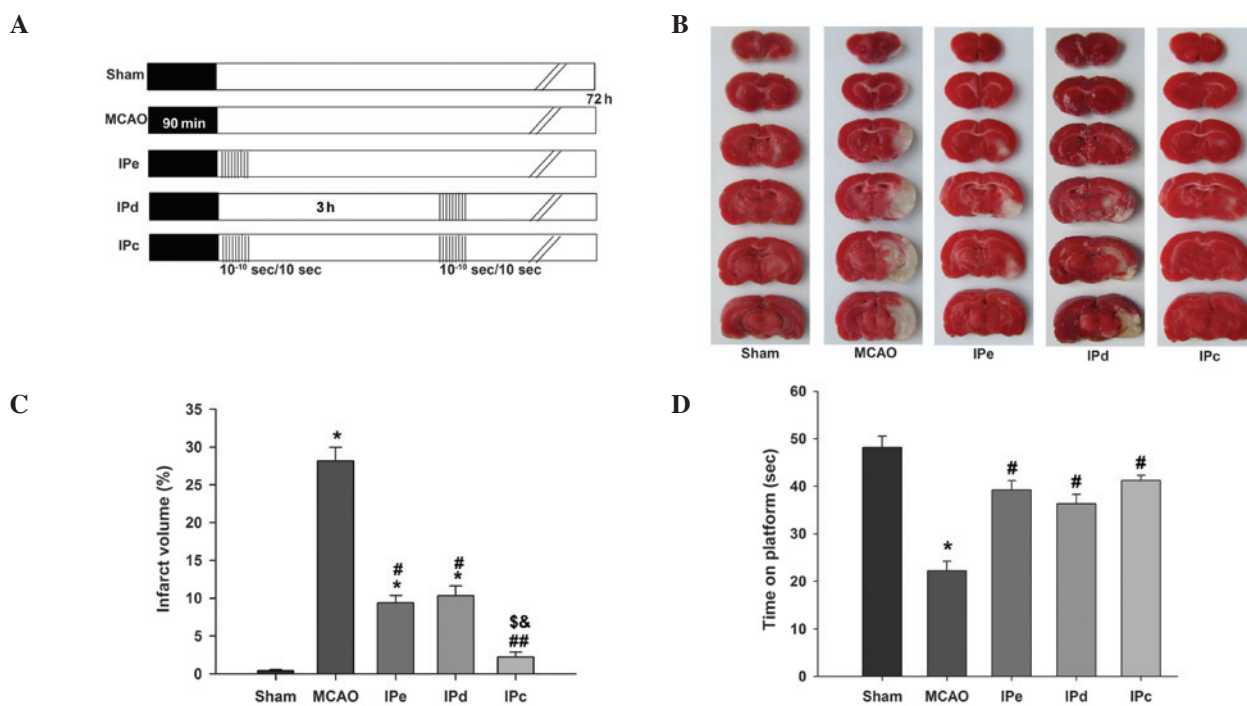 A
Sham
72 h
MCAO
90 min
IPe
IPd
3 h
IPc
10⁻¹⁰ sec/10 sec
10⁻¹⁰ sec/10 sec
B
Sham
MCAO
IPe
IPd
IPc
C
Infarct volume (%)
35
30
25
20
15
10
5
0
*
#
*
#
*
$&
##
Sham
MCAO
IPe
IPd
IPc
D
Time on platform (sec)
60
50
40
30
20
10
0
*
#
#
#
Sham
MCAO
IPe
IPd
IPc